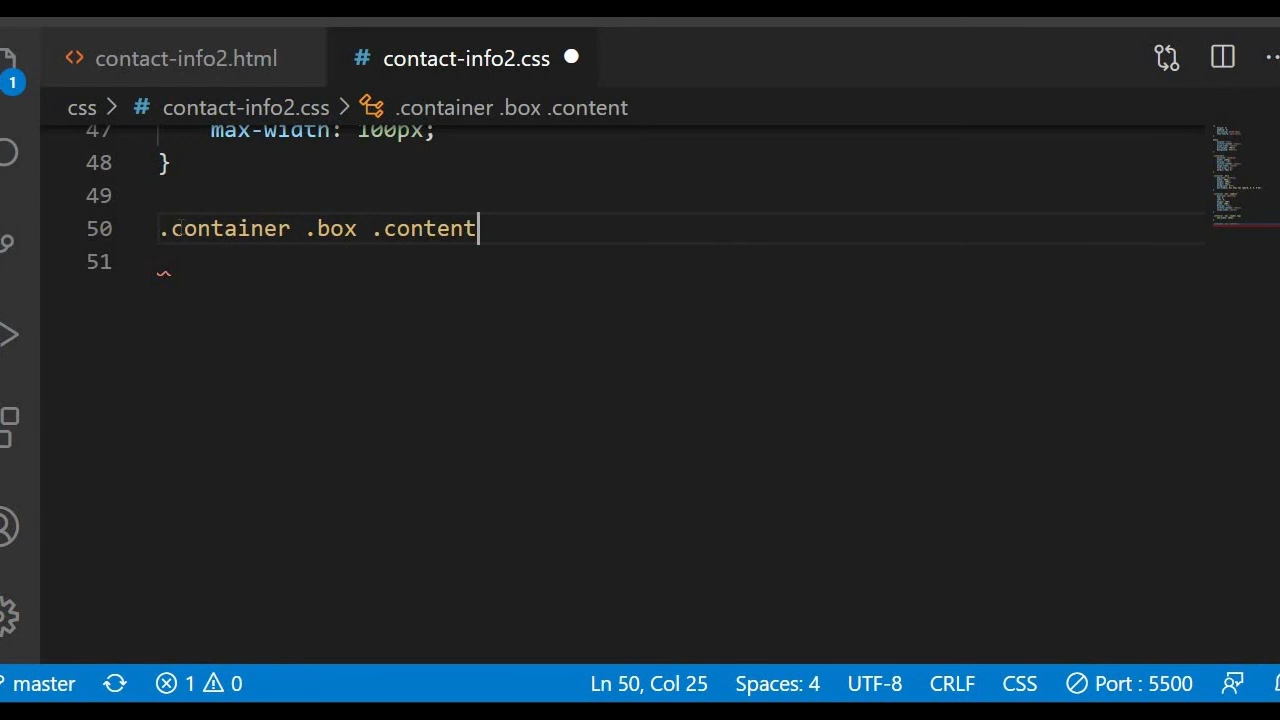 1
contact-info2.html
# contact-info2.css
css > # contact-info2.css > .container .box .content
47 max-width: 100px;
48 }
49
50 .container .box .content
51
master 1 0 Ln 50, Col 25 Spaces: 4 UTF-8 CRLF CSS Port : 5500